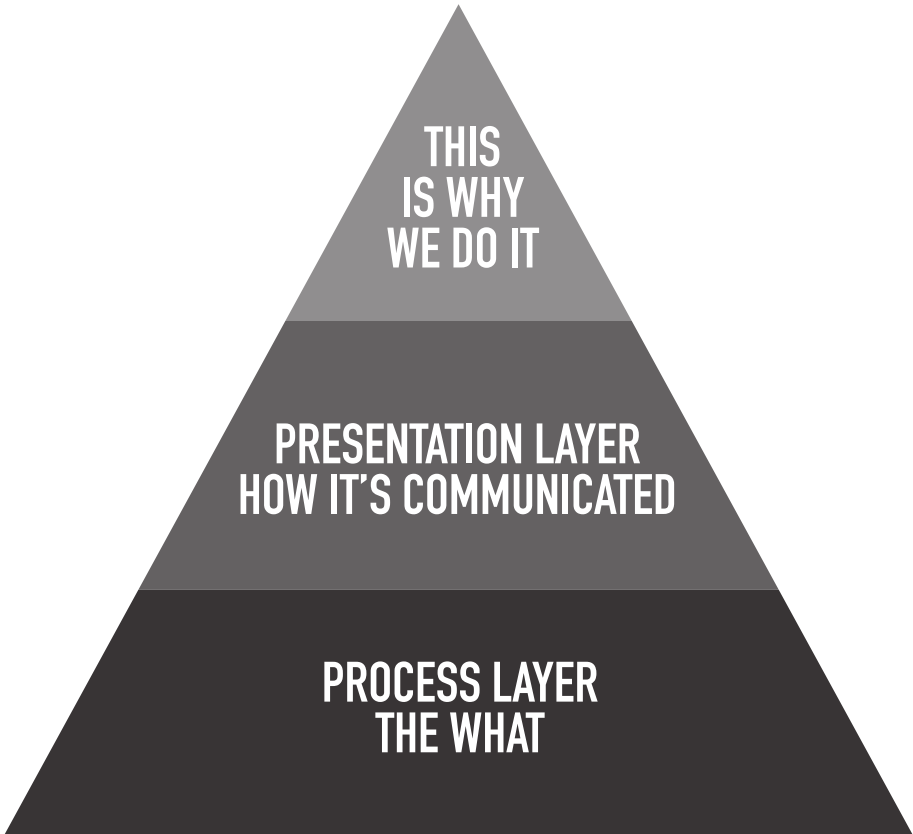 THIS
IS WHY
WE DO IT
PRESENTATION LAYER
HOW IT'S COMMUNICATED
PROCESS LAYER
THE WHAT